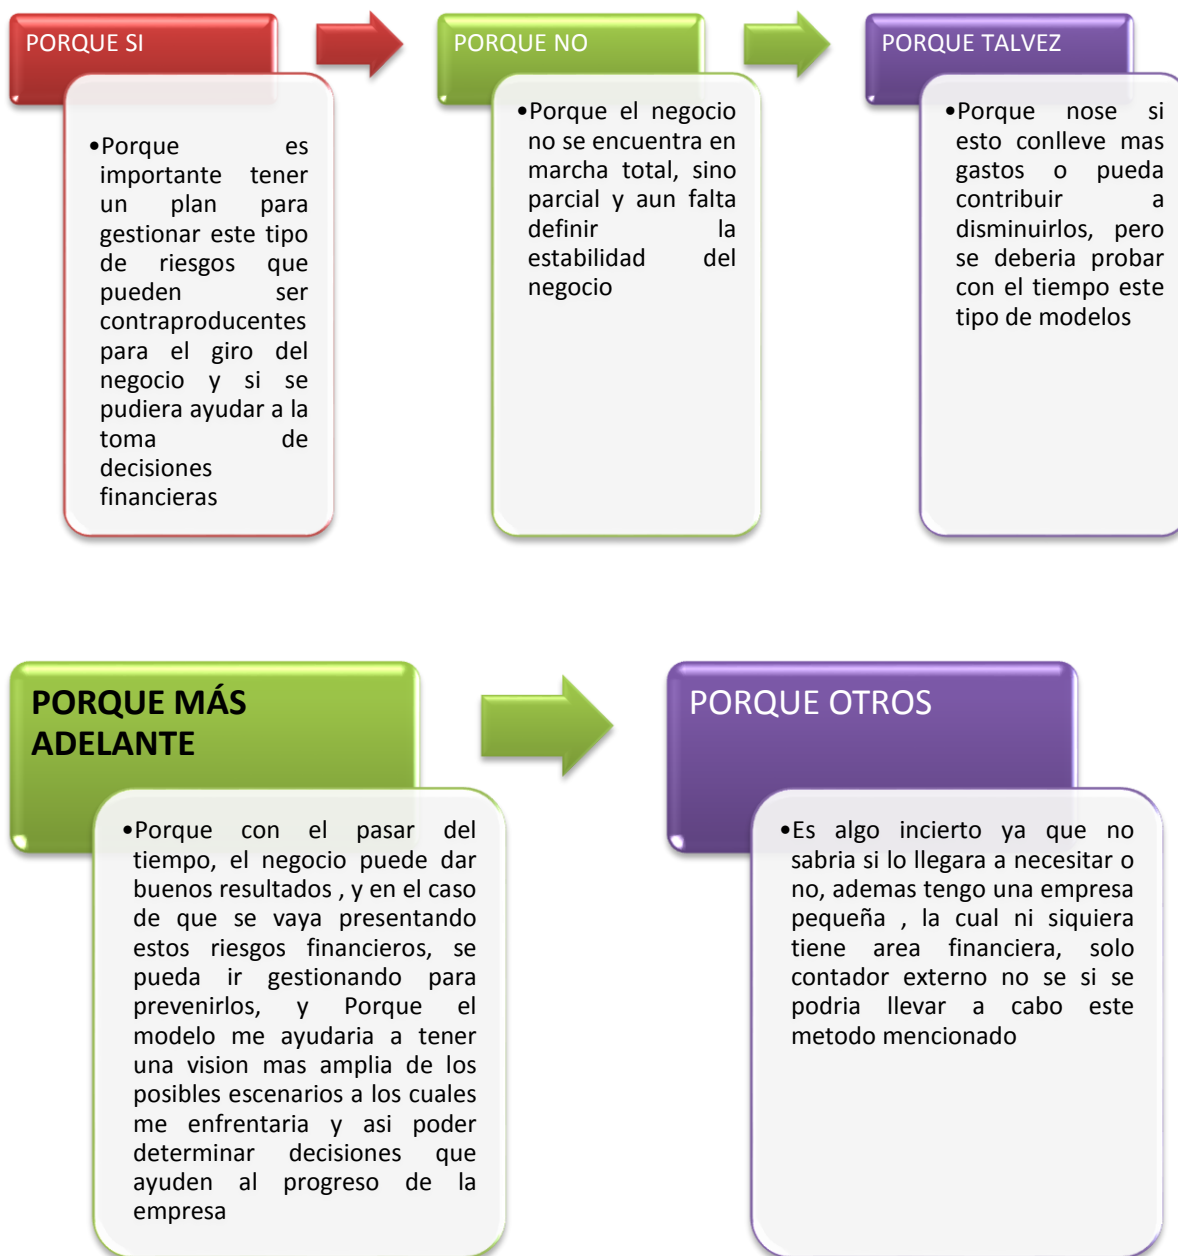 PORQUE SI
•Porque es
importante tener
un plan para
gestionar este tipo
de riesgos que
pueden ser
contraproducentes
para el giro del
negocio y si se
pudiera ayudar a la
toma de
decisiones
financieras
PORQUE NO
•Porque el negocio
no se encuentra en
marcha total, sino
parcial y aun falta
definir la
estabilidad del
negocio
PORQUE TALVEZ
•Porque nose si
esto conlleve mas
gastos o pueda
contribuir a
disminuirlos, pero
se deberia probar
con el tiempo este
tipo de modelos
PORQUE MÁS
ADELANTE
•Porque con el pasar del
tiempo, el negocio puede dar
buenos resultados , y en el caso
de que se vaya presentando
estos riesgos financieros, se
pueda ir gestionando para
prevenirlos, y Porque el
modelo me ayudaria a tener
una vision mas amplia de los
posibles escenarios a los cuales
me enfrentaria y asi poder
determinar decisiones que
ayuden al progreso de la
empresa
PORQUE OTROS
•Es algo incierto ya que no
sabria si lo llegara a necesitar o
no, ademas tengo una empresa
pequeña , la cual ni siquiera
tiene area financiera, solo
contador externo no se si se
podria llevar a cabo este
metodo mencionado